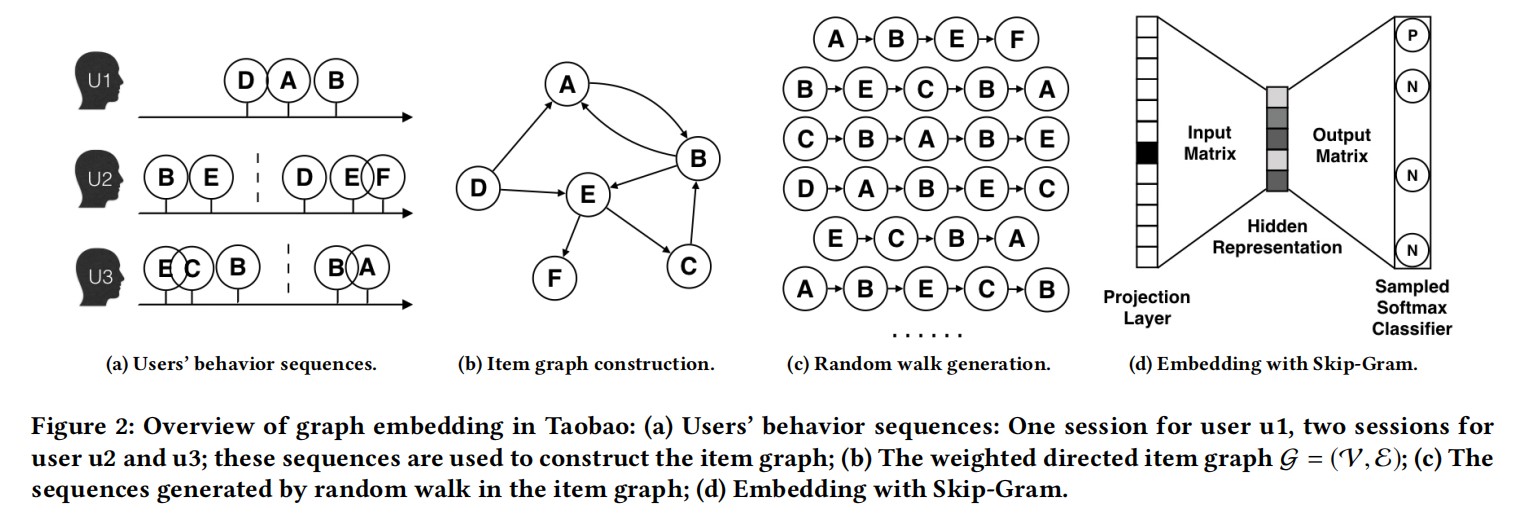 U1 D A B
U2 B E D E F
U3 E C B B A
(a) Users' behavior sequences.
A
B
D
E
F
C
(b) Item graph construction.
A B E F
B E C B A
C B A B E
D A B E C
E C B A
A B E C B
......
(c) Random walk generation.
P
N
Input
Matrix
Output
Matrix
N
Hidden
Representation
N
Projection
Layer
Sampled
Softmax
Classifier
(d) Embedding with Skip-Gram.
Figure 2: Overview of graph embedding in Taobao: (a) Users' behavior sequences: One session for user u1, two sessions for
user u2 and u3; these sequences are used to construct the item graph; (b) The weighted directed item graph 𝒢 = (𝒱, ℰ); (c) The
sequences generated by random walk in the item graph; (d) Embedding with Skip-Gram.